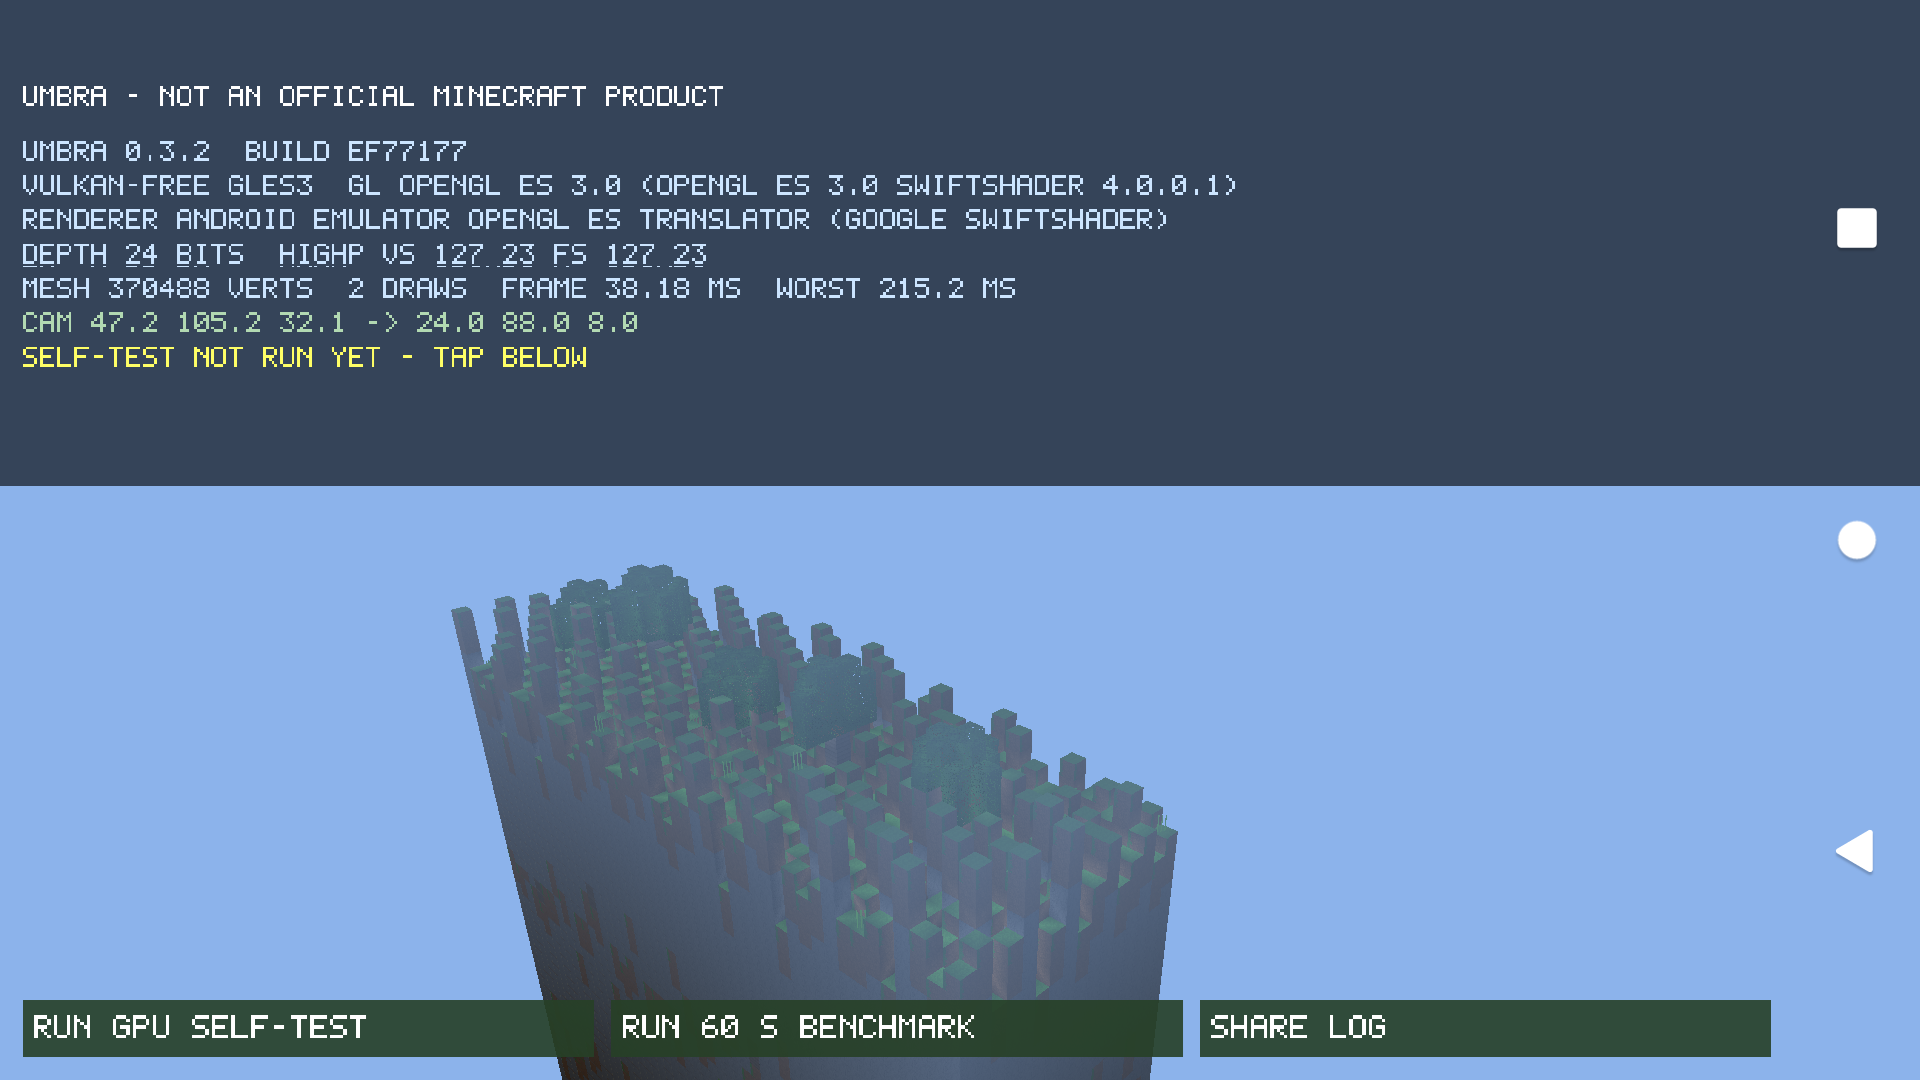 UMBRA - NOT AN OFFICIAL MINECRAFT PRODUCT
UMBRA 0.3.2 BUILD EF77177
VULKAN-FREE GLES3 GL OPENGL ES 3.0 (OPENGL ES 3.0 SWIFTSHADER 4.0.0.1)
RENDERER ANDROID EMULATOR OPENGL ES TRANSLATOR (GOOGLE SWIFTSHADER)
DEPTH 24 BITS HIGHP VS 127 23 FS 127 23
MESH 370488 VERTS 2 DRAWS FRAME 38.18 MS WORST 215.2 MS
CAM 47.2 105.2 32.1 -> 24.0 88.0 8.0
SELF-TEST NOT RUN YET - TAP BELOW
RUN GPU SELF-TEST
RUN 60 S BENCHMARK
SHARE LOG